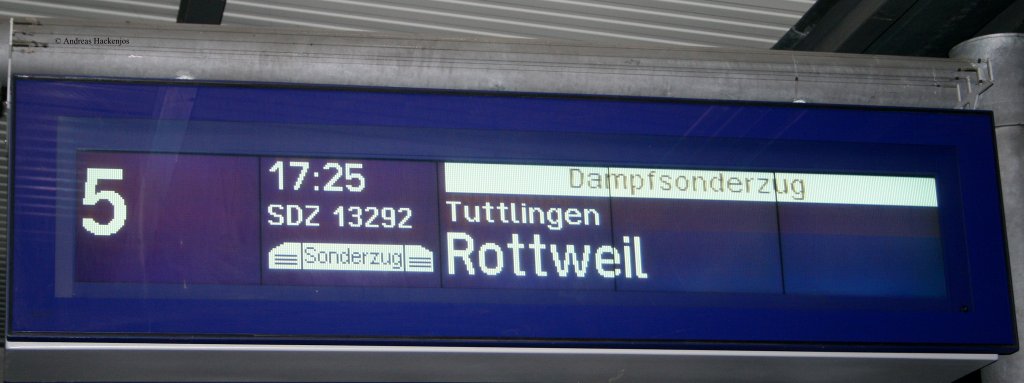 © Andreas Hackenjos
5
17:25
SDZ 13292
Sonderzug
Dampfsonderzug
Tuttlingen
Rottweil